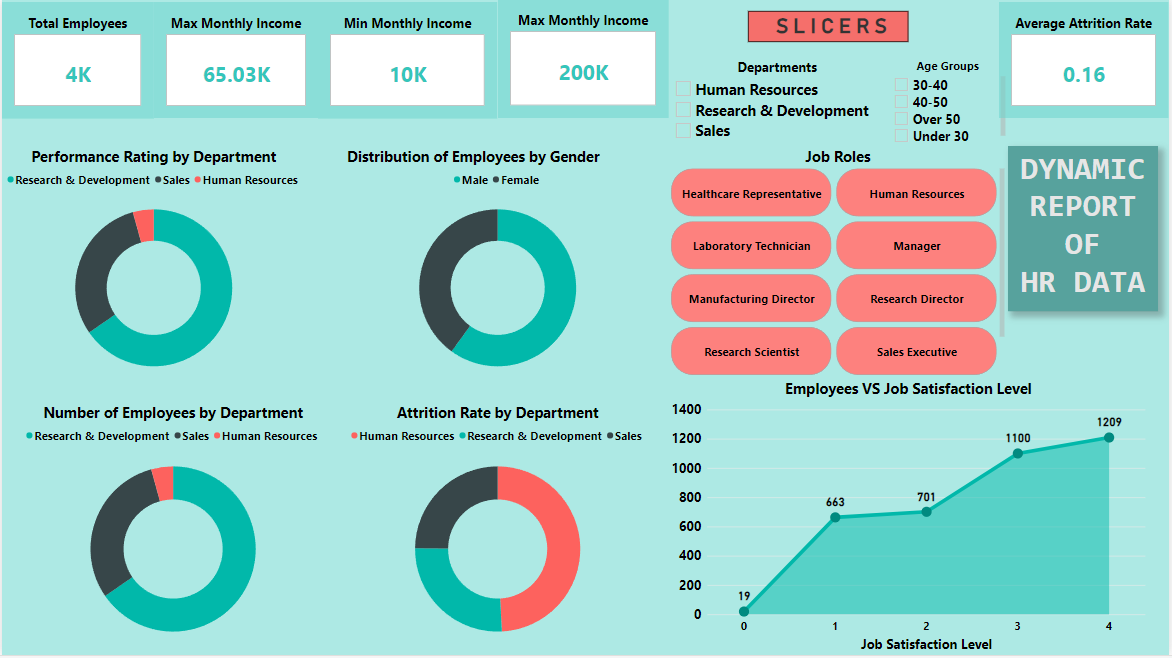 Total Employees
4K
Max Monthly Income
65.03K
Min Monthly Income
10K
Max Monthly Income
200K
SLICERS
Departments
Human Resources
Research & Development
Sales
Age Groups
30-40
40-50
Over 50
Under 30
Average Attrition Rate
0.16
Performance Rating by Department
Research & Development Sales Human Resources
Distribution of Employees by Gender
Male Female
Job Roles
Healthcare Representative
Human Resources
Laboratory Technician
Manager
Manufacturing Director
Research Director
Research Scientist
Sales Executive
DYNAMIC
REPORT
OF
HR DATA
Number of Employees by Department
Research & Development Sales Human Resources
Attrition Rate by Department
Human Resources Research & Development Sales
Employees VS Job Satisfaction Level
1400
1200
1000
800
600
400
200
0
19
663
701
1100
1209
0 1 2 3 4
Job Satisfaction Level